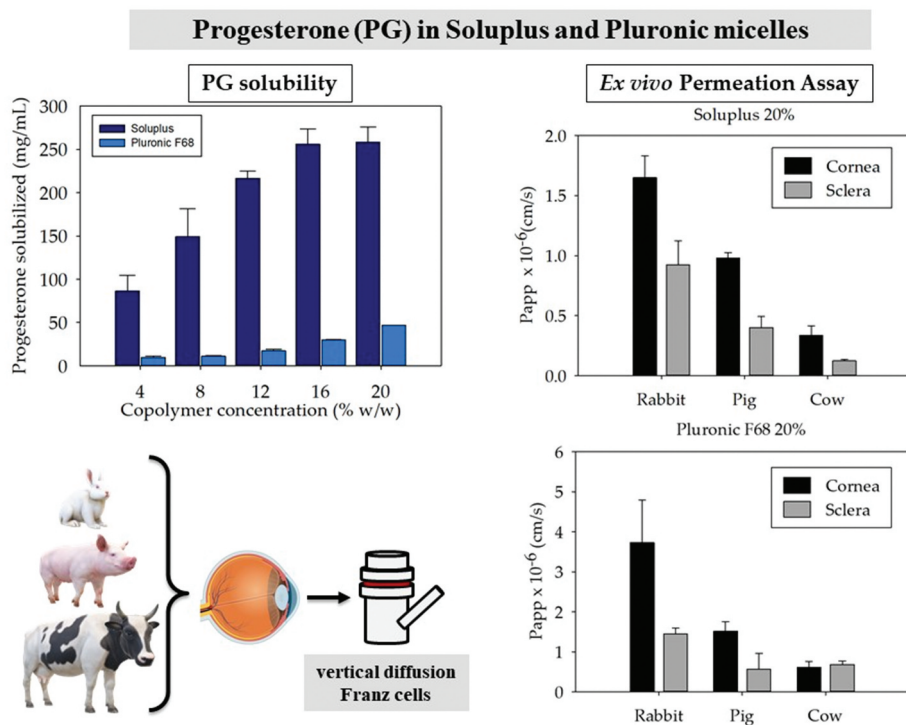 Progesterone (PG) in Soluplus and Pluronic micelles
PG solubility
Progesterone solubilized (mg/mL)
300
250
200
150
100
50
0
Soluplus
Pluronic F68
4 8 12 16 20
Copolymer concentration (% w/w)
Ex vivo Permeation Assay
Soluplus 20%
Papp x 10⁻⁶(cm/s)
2.0
1.5
1.0
0.5
0.0
Cornea
Sclera
Rabbit Pig Cow
Pluronic F68 20%
Papp x 10⁻⁶ (cm/s)
6
5
4
3
2
1
0
Cornea
Sclera
Rabbit Pig Cow
vertical diffusion
Franz cells